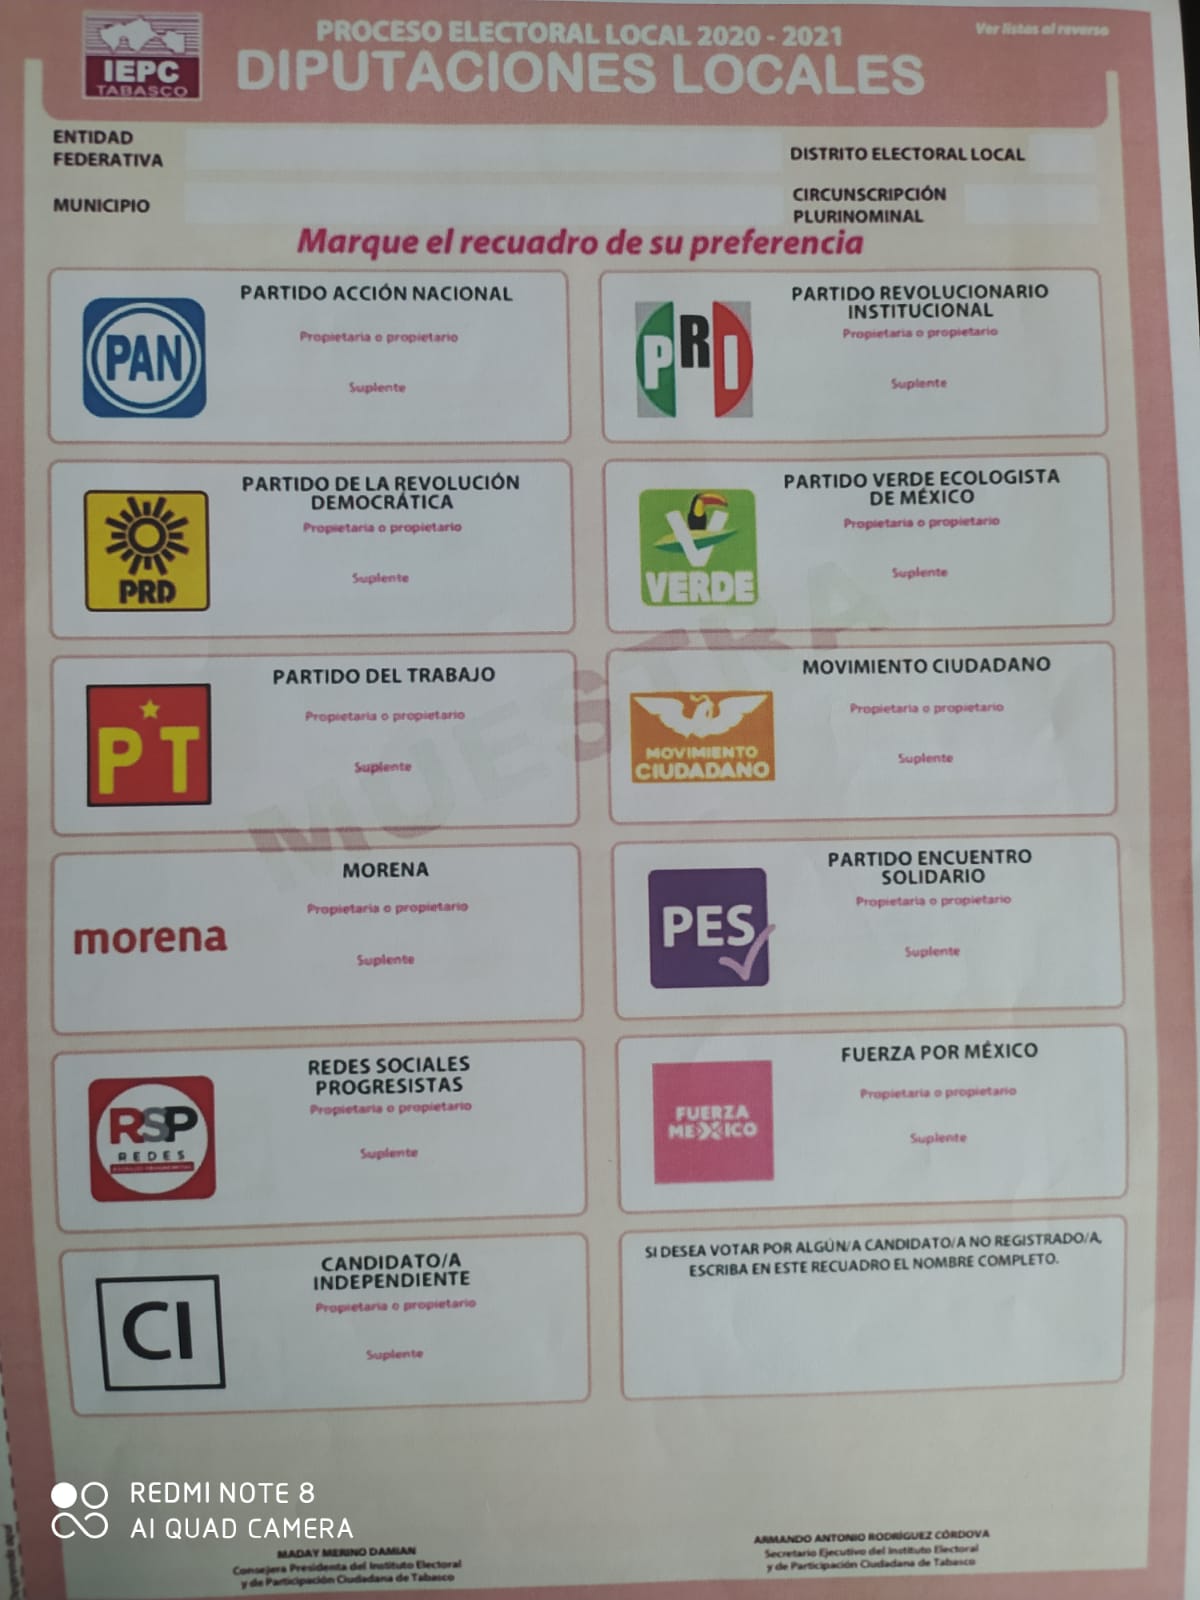 IEPC
TABASCO
PROCESO ELECTORAL LOCAL 2020 - 2021
DIPUTACIONES LOCALES
Ver listas al reverso
ENTIDAD
FEDERATIVA
DISTRITO ELECTORAL LOCAL
MUNICIPIO
CIRCUNSCRIPCIÓN
PLURINOMINAL
Marque el recuadro de su preferencia
PAN
PARTIDO ACCIÓN NACIONAL
Propietaria o propietario
Suplente
PRI
PARTIDO REVOLUCIONARIO
INSTITUCIONAL
Propietaria o propietario
Suplente
PRD
PARTIDO DE LA REVOLUCIÓN
DEMOCRÁTICA
Propietaria o propietario
Suplente
V
VERDE
PARTIDO VERDE ECOLOGISTA
DE MÉXICO
Propietaria o propietario
Suplente
MUESTRA
PT
PARTIDO DEL TRABAJO
Propietaria o propietario
Suplente
MOVIMIENTO
CIUDADANO
MOVIMIENTO CIUDADANO
Propietaria o propietario
Suplente
morena
MORENA
Propietaria o propietario
Suplente
PES
PARTIDO ENCUENTRO
SOLIDARIO
Propietaria o propietario
Suplente
RSP
REDES
REDES SOCIALES
PROGRESISTAS
Propietaria o propietario
Suplente
FUERZA
MEXICO
FUERZA POR MÉXICO
Propietaria o propietario
Suplente
CI
CANDIDATO/A
INDEPENDIENTE
Propietaria o propietario
Suplente
SI DESEA VOTAR POR ALGÚN/A CANDIDATO/A NO REGISTRADO/A,
ESCRIBA EN ESTE RECUADRO EL NOMBRE COMPLETO.
REDMI NOTE 8
AI QUAD CAMERA
MADAY MERINO DAMIAN
Consejera Presidenta del Instituto Electoral
y de Participación Ciudadana de Tabasco
ARMANDO ANTONIO RODRÍGUEZ CÓRDOVA
Secretario Ejecutivo del Instituto Electoral
y de Participación Ciudadana de Tabasco